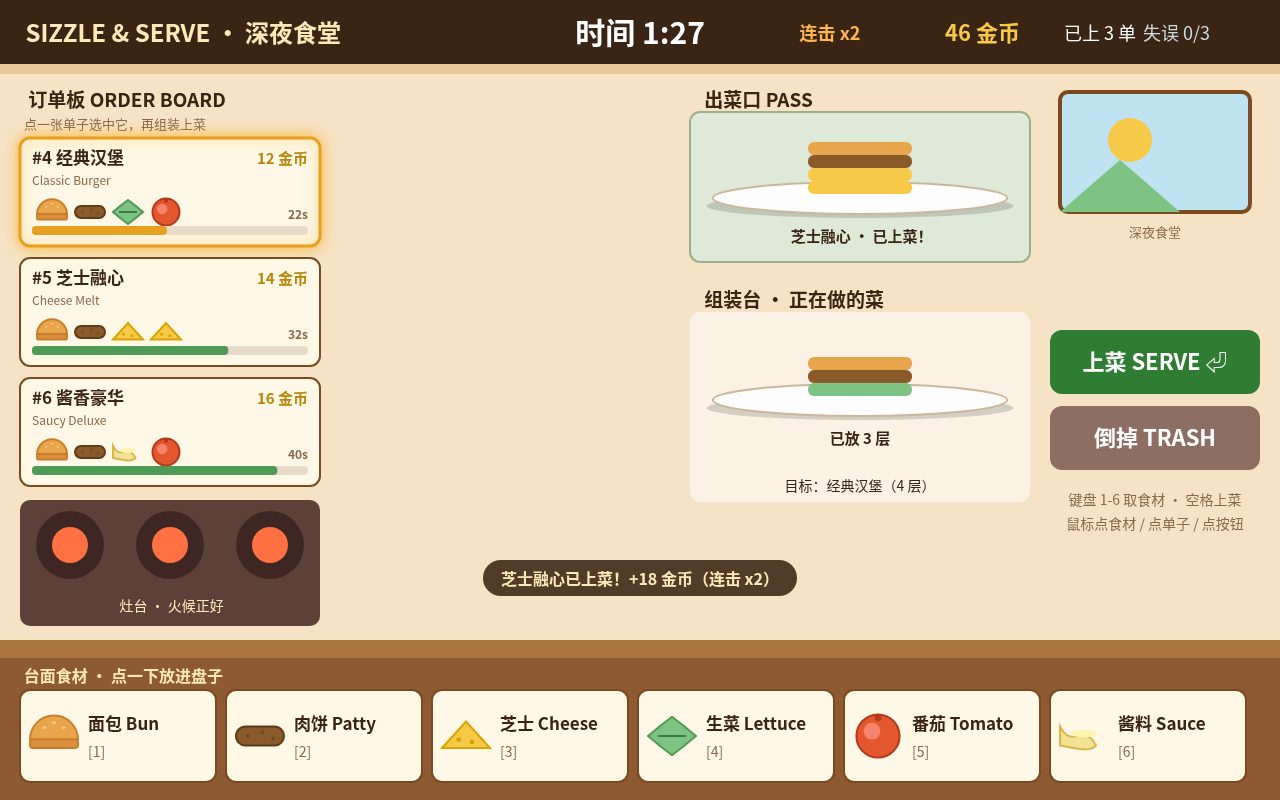 SIZZLE & SERVE · 深夜食堂
时间 1:27
连击 x2
46 金币
已上 3 单 失误 0/3
订单板 ORDER BOARD
点一张单子选中它，再组装上菜
#4 经典汉堡
12 金币
Classic Burger
22s
#5 芝士融心
14 金币
Cheese Melt
32s
#6 酱香豪华
16 金币
Saucy Deluxe
40s
灶台 · 火候正好
出菜口 PASS
芝士融心 · 已上菜！
组装台 · 正在做的菜
已放 3 层
目标：经典汉堡（4 层）
深夜食堂
上菜 SERVE ⏎
倒掉 TRASH
键盘 1-6 取食材 · 空格上菜
鼠标点食材 / 点单子 / 点按钮
芝士融心已上菜！+18 金币（连击 x2）
台面食材 · 点一下放进盘子
面包 Bun
[1]
肉饼 Patty
[2]
芝士 Cheese
[3]
生菜 Lettuce
[4]
番茄 Tomato
[5]
酱料 Sauce
[6]